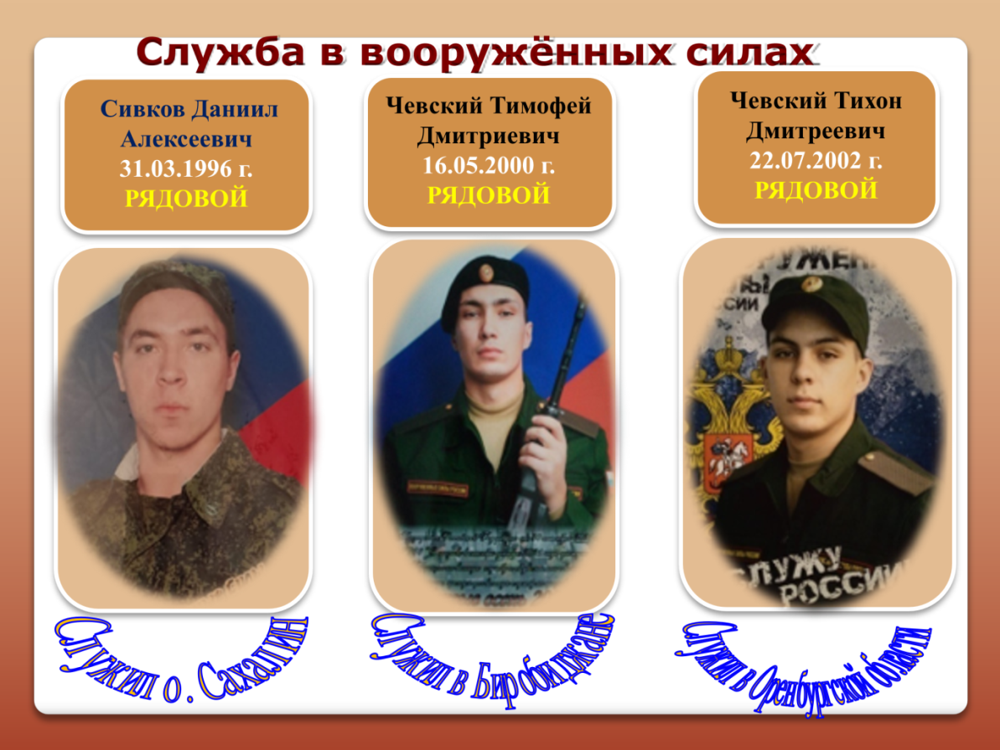 Служба в вооружённых силах
Сивков Даниил
Алексеевич
31.03.1996 г.
РЯДОВОЙ
Чевский Тимофей
Дмитриевич
16.05.2000 г.
РЯДОВОЙ
Чевский Тихон
Дмитреевич
22.07.2002 г.
РЯДОВОЙ
СЛУЖУ
РОССИИ
Служил о. Сахалин
Служил в Биробиджане
Служил в Оренбургской области